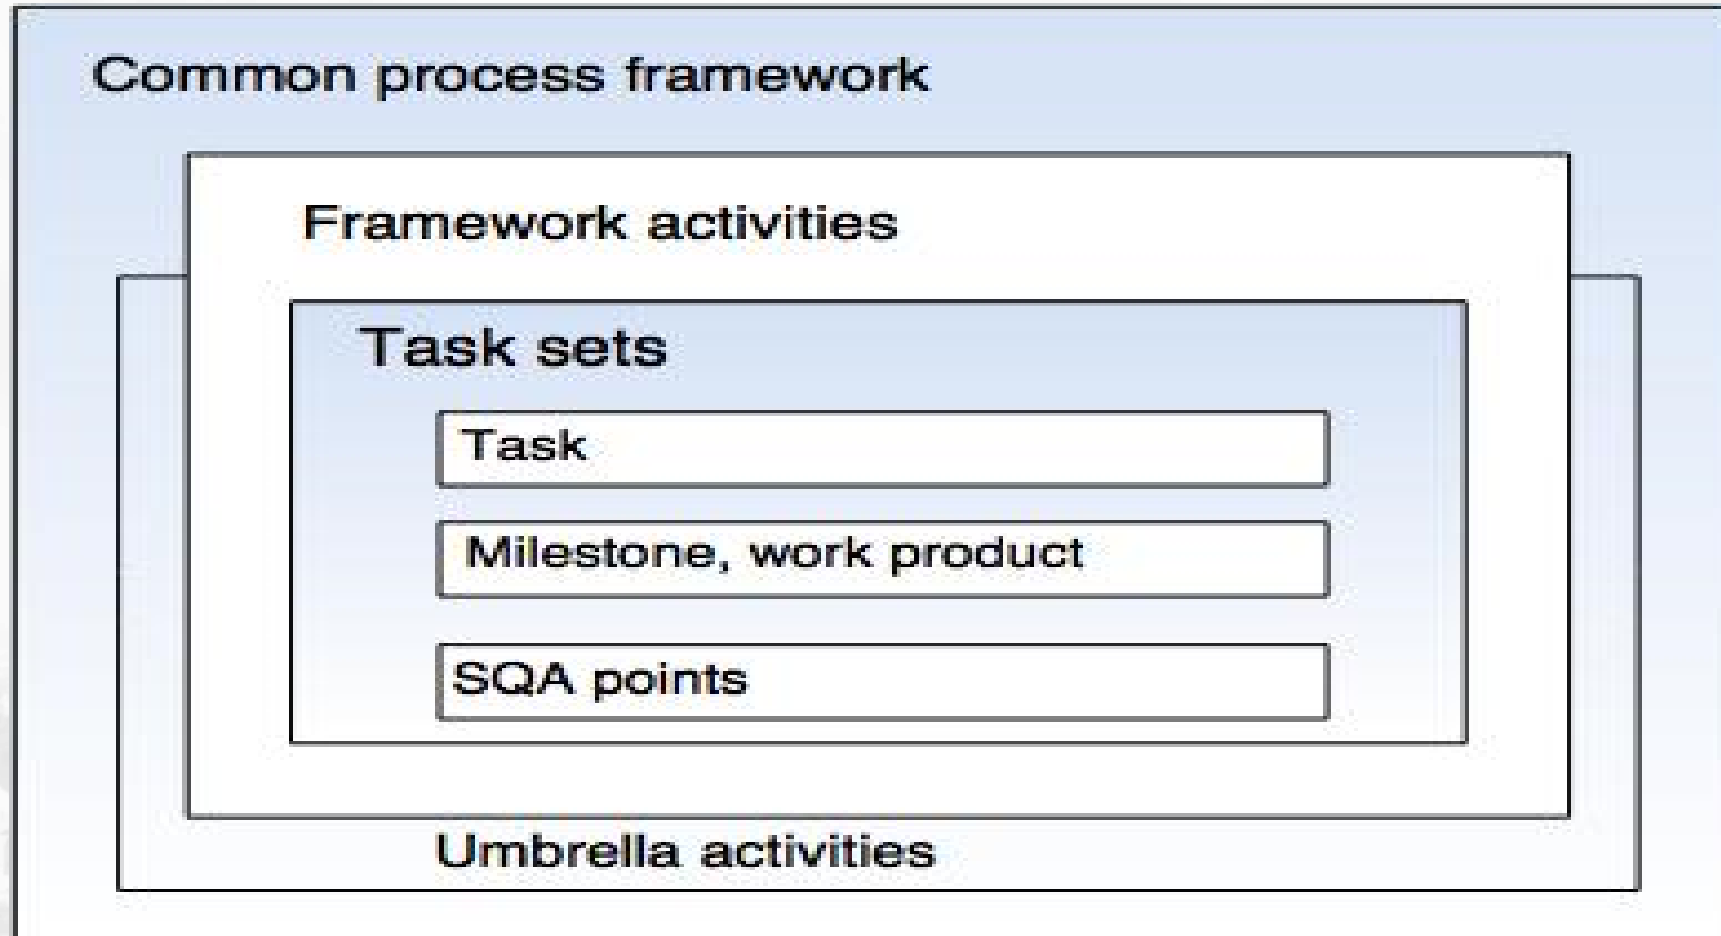 Common process framework
Framework activities
Task sets
Task
Milestone, work product
SQA points
Umbrella activities